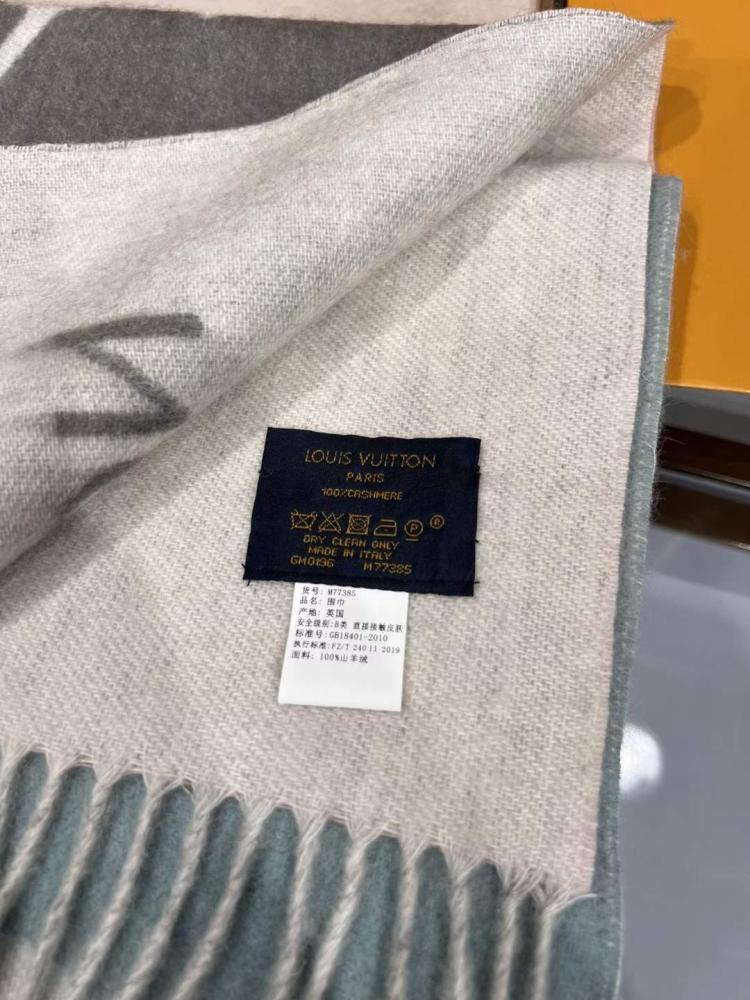 LOUIS VUITTON
PARIS
100%CASHMERE
P R
DRY CLEAN ONLY
MADE IN ITALY
GM0196 M77385
货号: M77385
品名: 围巾
产地: 英国
安全级别:B类 直接接触皮肤
标准号:GB18401-2010
执行标准:FZ/T 24011 2019
面料: 100%山羊绒